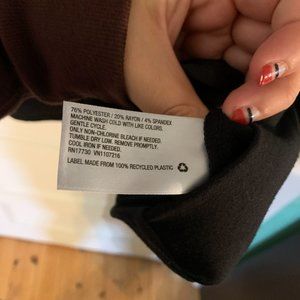 76% POLYESTER / 20% RAYON / 4% SPANDEX
MACHINE WASH COLD WITH LIKE COLORS.
GENTLE CYCLE.
ONLY NON-CHLORINE BLEACH IF NEEDED.
TUMBLE DRY LOW. REMOVE PROMPTLY.
COOL IRON IF NEEDED.
RN17730 VN1107216
LABEL MADE FROM 100% RECYCLED PLASTIC